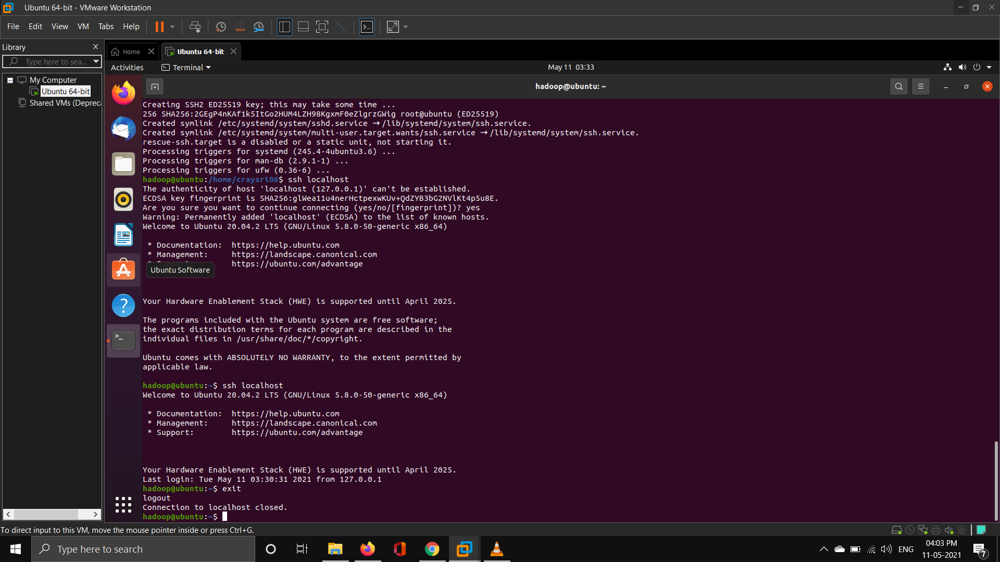 Ubuntu 64-bit - VMware Workstation
File Edit View VM Tabs Help
Library
Type here to sea...
My Computer
Ubuntu 64-bit
Shared VMs (Depreca
Home
Ubuntu 64-bit
Activities
Terminal
May 11 03:33
hadoop@ubuntu: ~
Creating SSH2 ED25519 key; this may take some time ...
256 SHA256:2GEgP4nKAf1k5ItGo2HUM4LZH98KgxmF0eZlgrzGWig root@ubuntu (ED25519)
Created symlink /etc/systemd/system/sshd.service → /lib/systemd/system/ssh.service.
Created symlink /etc/systemd/system/multi-user.target.wants/ssh.service → /lib/systemd/system/ssh.service.
rescue-ssh.target is a disabled or a static unit, not starting it.
Processing triggers for systemd (245.4-4ubuntu3.6) ...
Processing triggers for man-db (2.9.1-1) ...
Processing triggers for ufw (0.36-6) ...
hadoop@ubuntu:/home/craysri06$ ssh localhost
The authenticity of host 'localhost (127.0.0.1)' can't be established.
ECDSA key fingerprint is SHA256:glWea11u4nerHctpexwKUv+QdZYB3bG2NVlKt4p5u8E.
Are you sure you want to continue connecting (yes/no/[fingerprint])? yes
Warning: Permanently added 'localhost' (ECDSA) to the list of known hosts.
Welcome to Ubuntu 20.04.2 LTS (GNU/Linux 5.8.0-50-generic x86_64)
* Documentation: https://help.ubuntu.com
* Management: https://landscape.canonical.com
* Support: https://ubuntu.com/advantage
Ubuntu Software
Your Hardware Enablement Stack (HWE) is supported until April 2025.
The programs included with the Ubuntu system are free software;
the exact distribution terms for each program are described in the
individual files in /usr/share/doc/*/copyright.
Ubuntu comes with ABSOLUTELY NO WARRANTY, to the extent permitted by
applicable law.
hadoop@ubuntu:~$ ssh localhost
Welcome to Ubuntu 20.04.2 LTS (GNU/Linux 5.8.0-50-generic x86_64)
* Documentation: https://help.ubuntu.com
* Management: https://landscape.canonical.com
* Support: https://ubuntu.com/advantage
Your Hardware Enablement Stack (HWE) is supported until April 2025.
Last login: Tue May 11 03:30:31 2021 from 127.0.0.1
hadoop@ubuntu:~$ exit
logout
Connection to localhost closed.
hadoop@ubuntu:~$
To direct input to this VM, move the mouse pointer inside or press Ctrl+G.
Type here to search
ENG
04:03 PM
11-05-2021
7